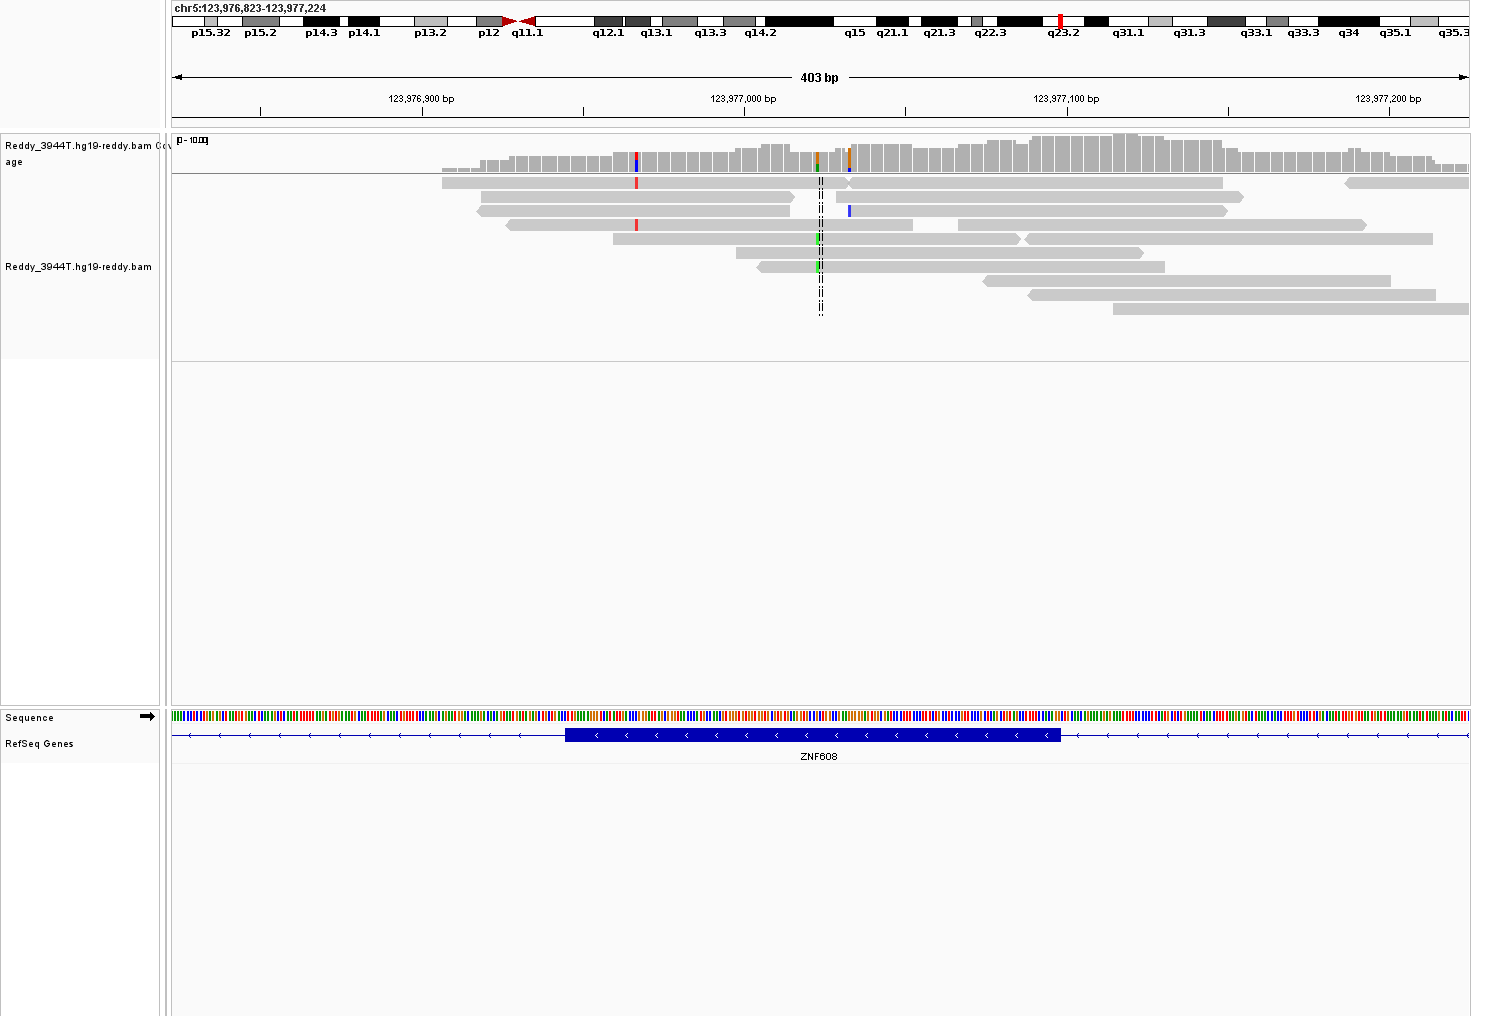 chr5:123,976,823-123,977,224
p15.32 p15.2 p14.3 p14.1 p13.2 p12 q11.1 q12.1 q13.1 q13.3 q14.2 q15 q21.1 q21.3 q22.3 q23.2 q31.1 q31.3 q33.1 q33.3 q34 q35.1 q35.3
403 bp
123,976,900 bp 123,977,000 bp 123,977,100 bp 123,977,200 bp
Reddy_3944T.hg19-reddy.bam Cov
age
[0 - 10.00]
Reddy_3944T.hg19-reddy.bam
Sequence
RefSeq Genes
ZNF608